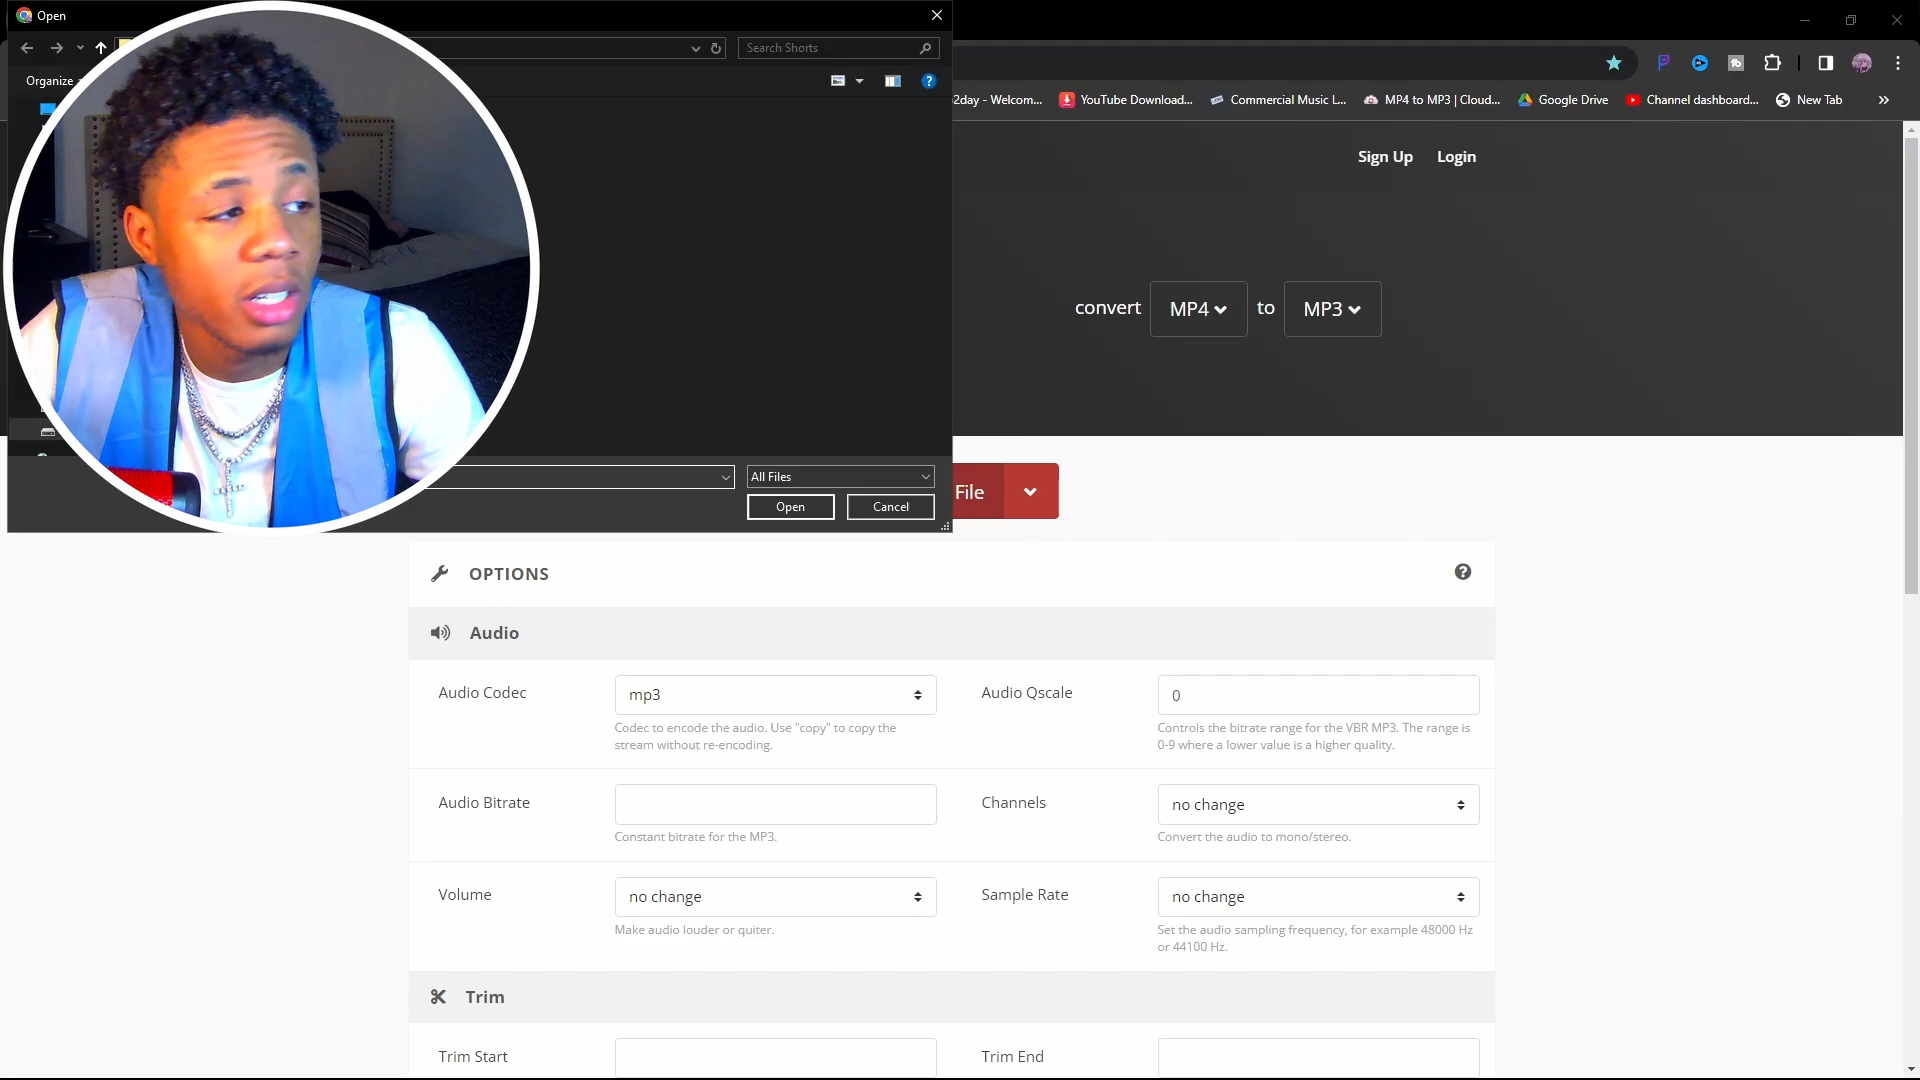 Open
Search Shorts
Organize
2day - Welcom...
YouTube Download...
Commercial Music L...
MP4 to MP3 | Cloud...
Google Drive
Channel dashboard...
New Tab
Sign Up
Login
convert
MP4
to
MP3
All Files
Open
Cancel
File
OPTIONS
Audio
Audio Codec
mp3
Codec to encode the audio. Use "copy" to copy the
stream without re-encoding.
Audio Qscale
0
Controls the bitrate range for the VBR MP3. The range is
0-9 where a lower value is a higher quality.
Audio Bitrate
Constant bitrate for the MP3.
Channels
no change
Convert the audio to mono/stereo.
Volume
no change
Make audio louder or quiter.
Sample Rate
no change
Set the audio sampling frequency, for example 48000 Hz
or 44100 Hz.
Trim
Trim Start
Trim End